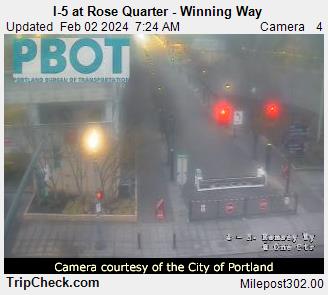 I-5 at Rose Quarter - Winning Way
Updated Feb 02 2024 7:24 AM Camera 4
PBOT
PORTLAND BUREAU OF TRANSPORTATION
Camera courtesy of the City of Portland
TripCheck.com Milepost302.00